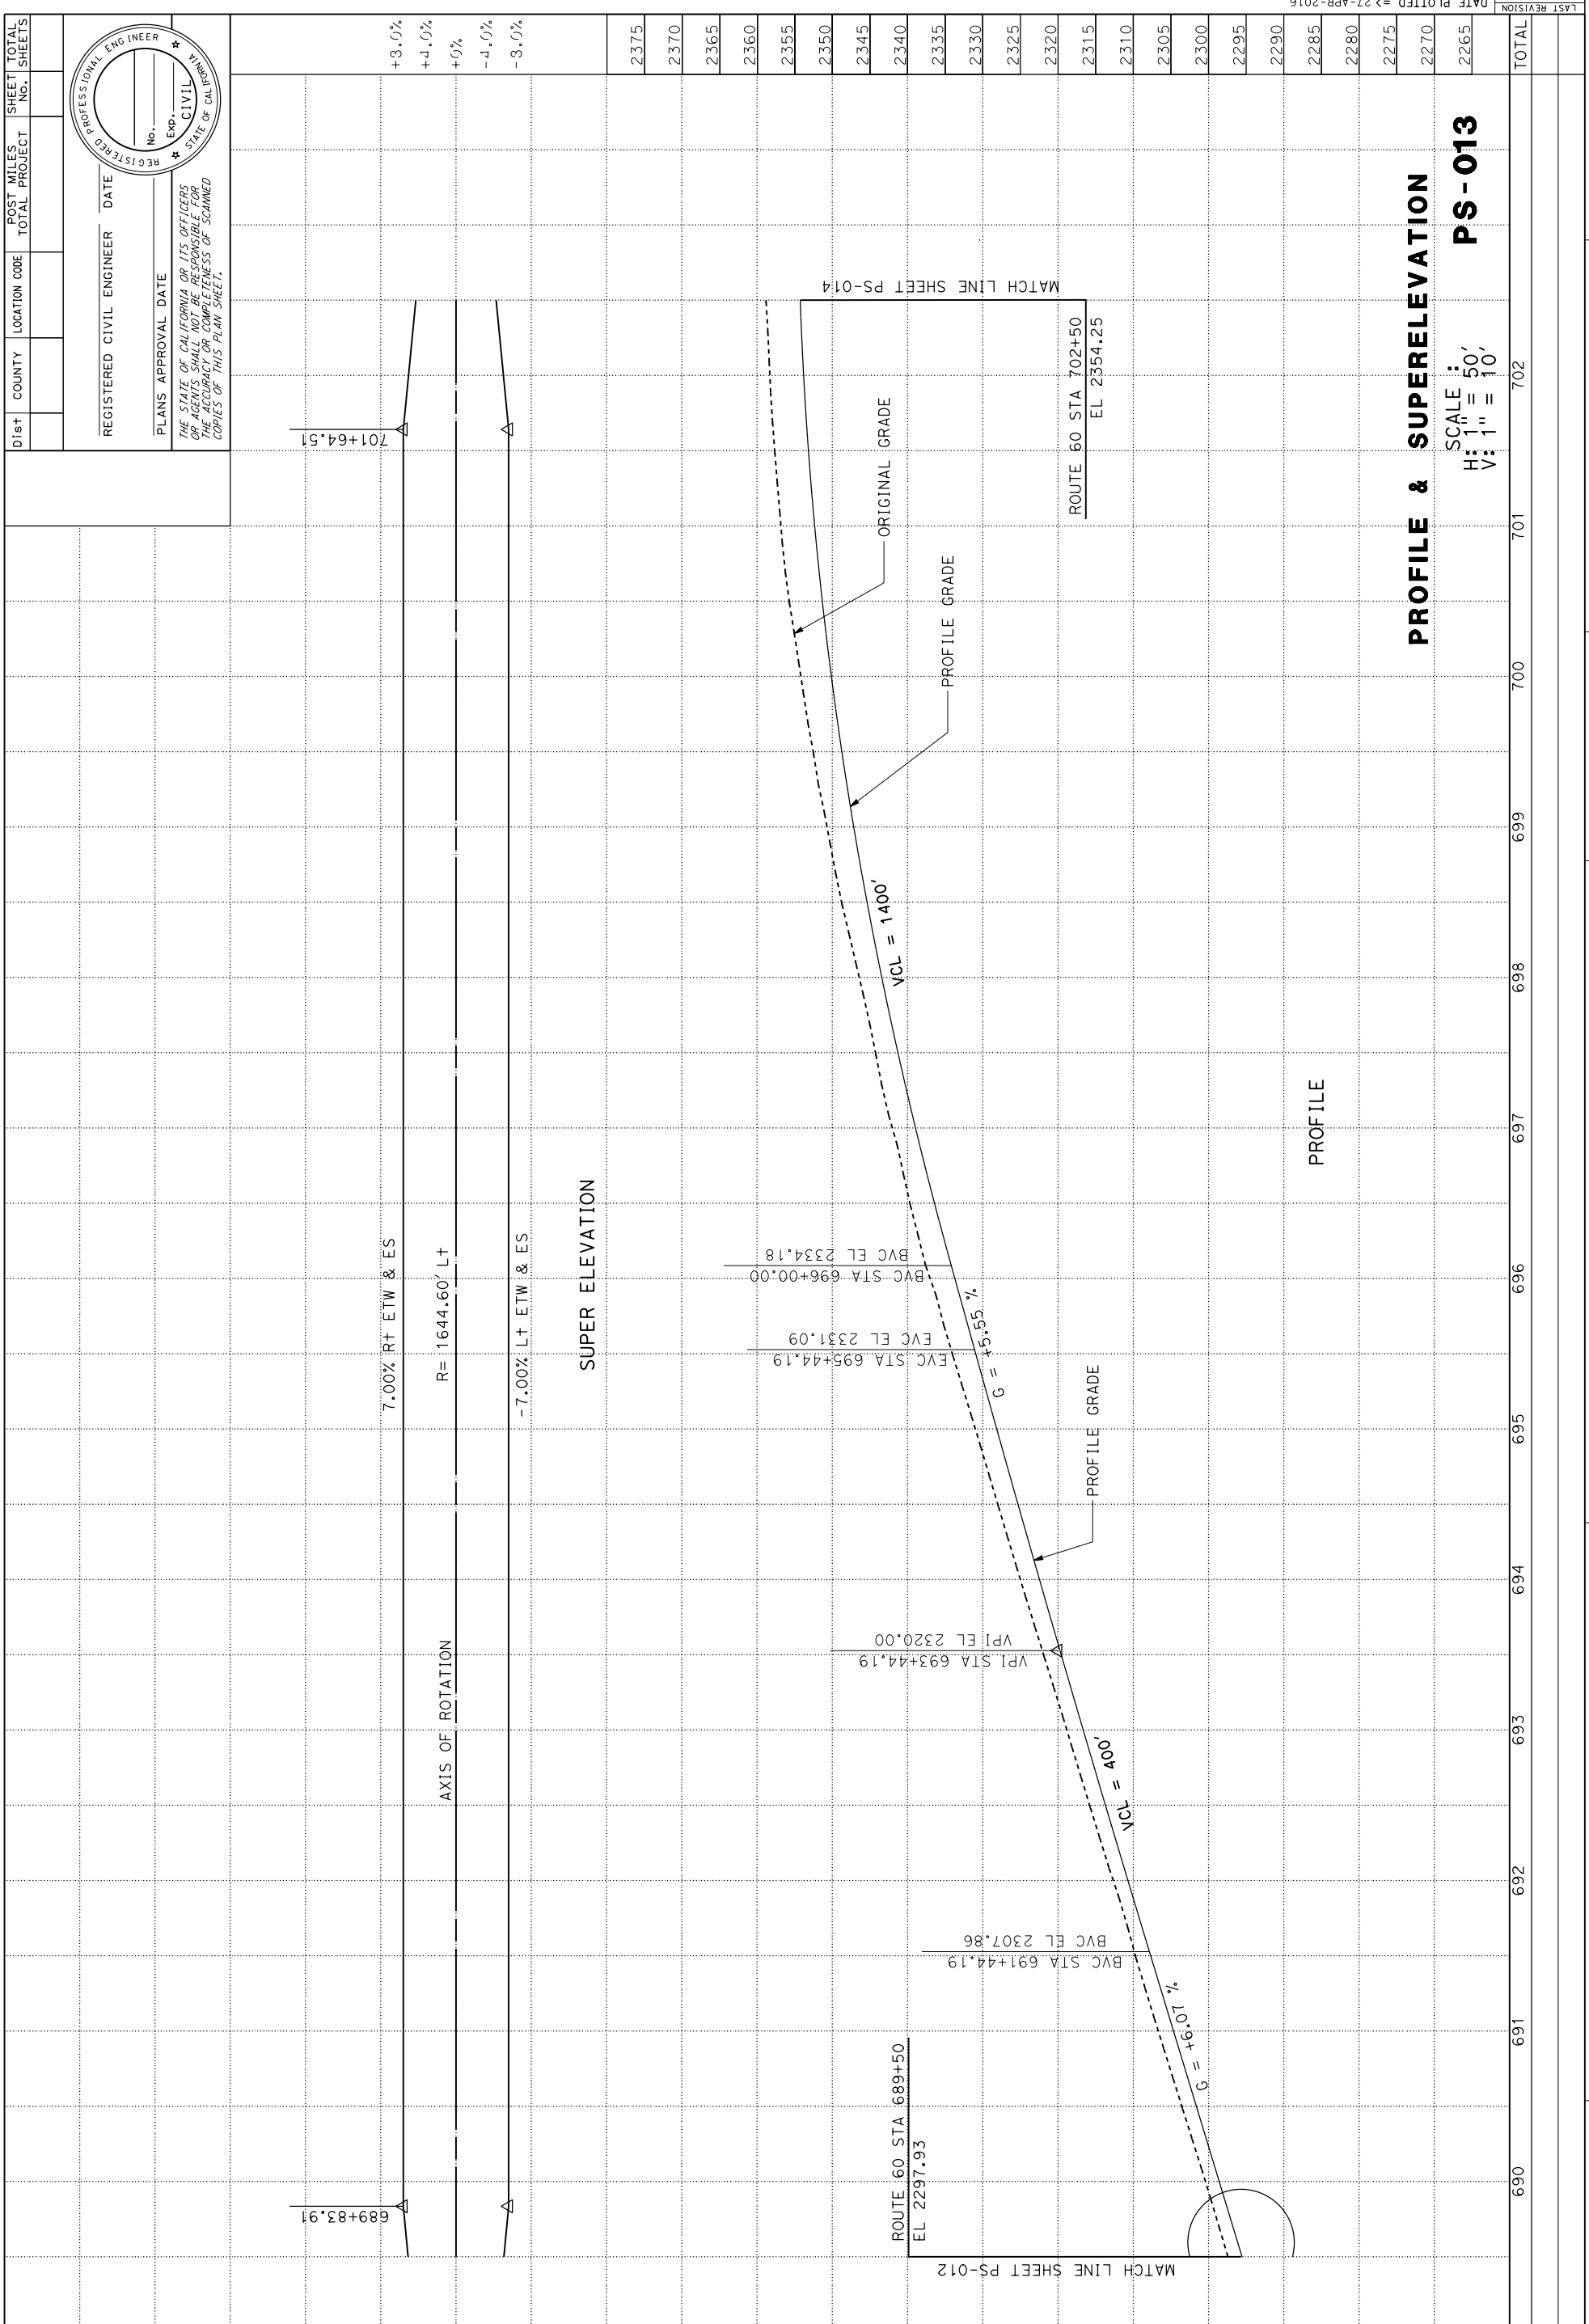 Dist
COUNTY
LOCATION CODE
POST MILES
TOTAL PROJECT
SHEET
No.
TOTAL
SHEETS
REGISTERED CIVIL ENGINEER DATE
PLANS APPROVAL DATE
THE STATE OF CALIFORNIA OR ITS OFFICERS
OR AGENTS SHALL NOT BE RESPONSIBLE FOR
THE ACCURACY OR COMPLETENESS OF SCANNED
COPIES OF THIS PLAN SHEET.
REGISTERED PROFESSIONAL ENGINEER
No.
Exp.
CIVIL
STATE OF CALIFORNIA
689+83.91
701+64.51
7.00% Rt ETW & ES
AXIS OF ROTATION
R= 1644.60' Lt
-7.00% Lt ETW & ES
SUPER ELEVATION
+8.0%
+4.0%
+0%
-4.0%
-8.0%
2375
2370
2365
2360
2355
2350
2345
2340
2335
2330
2325
2320
2315
2310
2305
2300
2295
2290
2285
2280
2275
2270
2265
MATCH LINE SHEET PS-012
ROUTE 60 STA 689+50
EL 2297.93
G = +6.07 %
BVC STA 691+44.19
BVC EL 2307.86
VCL = 400'
VPI STA 693+44.19
VPI EL 2320.00
PROFILE GRADE
EVC STA 695+44.19
EVC EL 2331.09
G = +5.55 %
BVC STA 696+00.00
BVC EL 2334.18
VCL = 1400'
PROFILE GRADE
ORIGINAL GRADE
MATCH LINE SHEET PS-014
ROUTE 60 STA 702+50
EL 2354.25
PROFILE
PROFILE & SUPERELEVATION
SCALE :
H: 1" = 50'
V: 1" = 10'
PS-013
690
691
692
693
694
695
696
697
698
699
700
701
702
TOTAL
LAST REVISION
DATE PLOTTED => 27-APR-2016